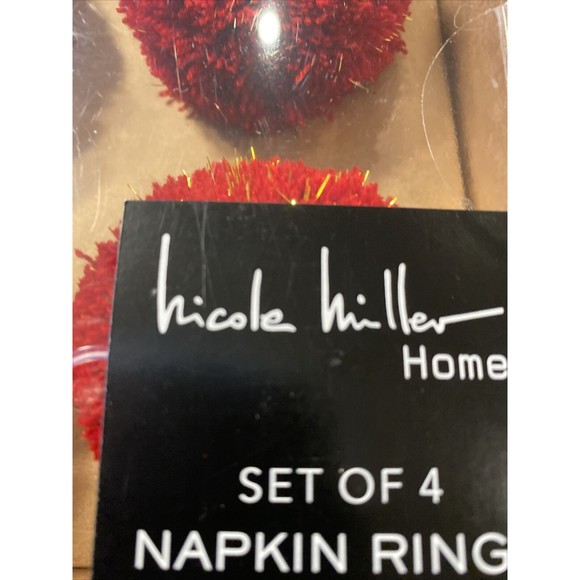 nicole miller
Home
SET OF 4
NAPKIN RING